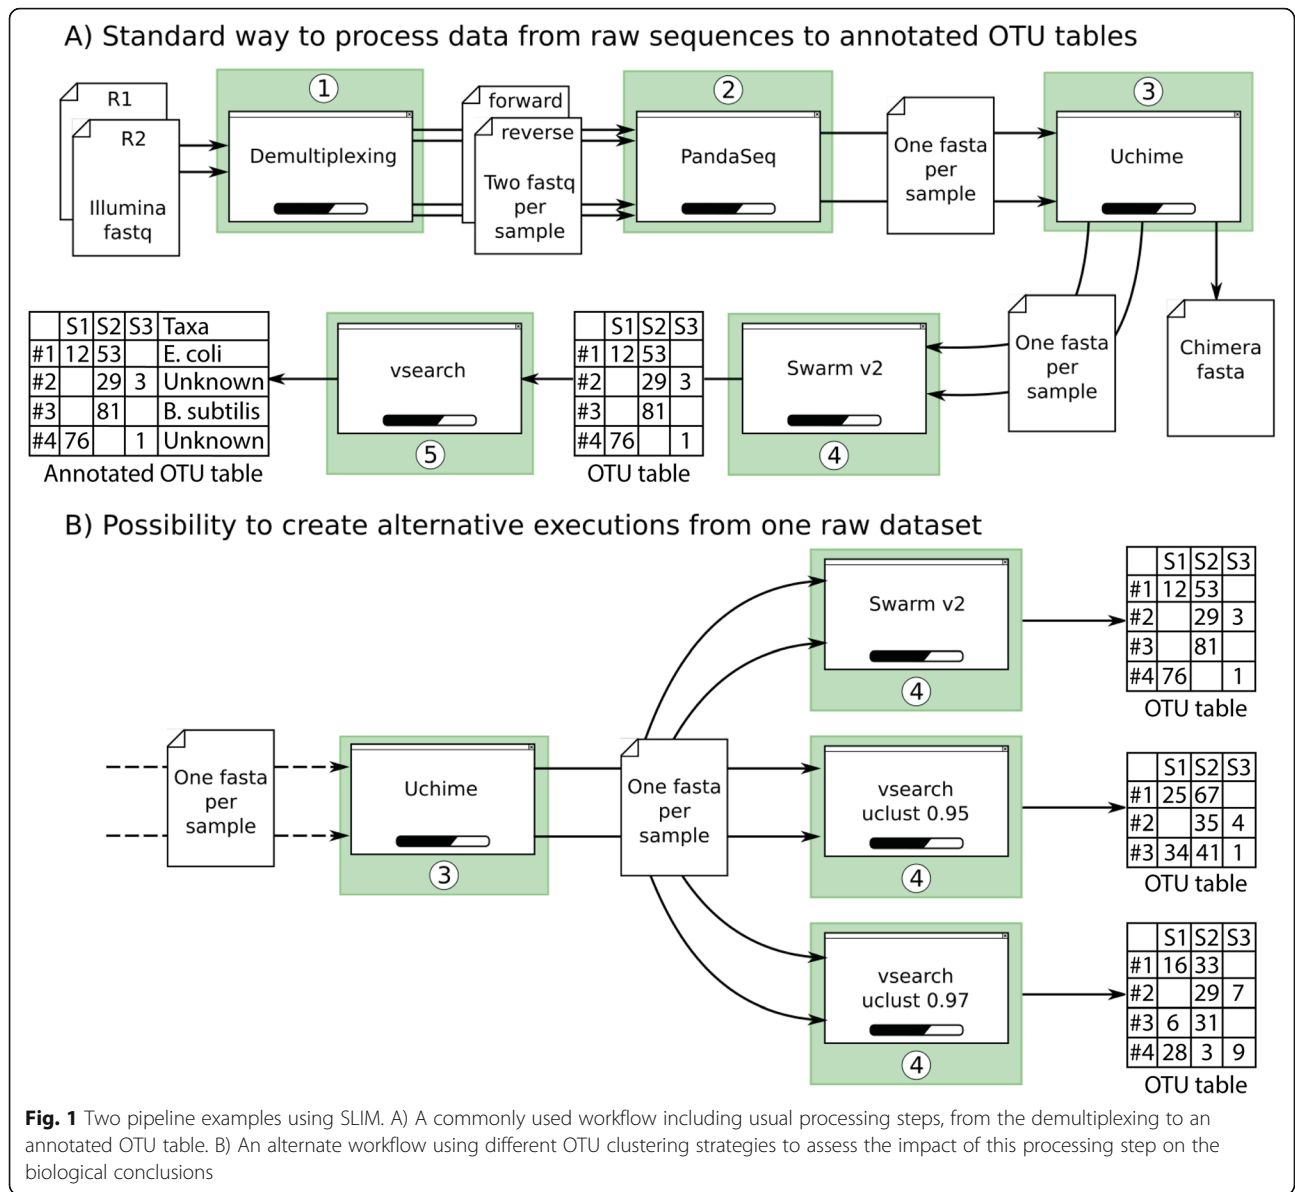 A) Standard way to process data from raw sequences to annotated OTU tables
R1
R2
Illumina
fastq
1
Demultiplexing
forward
reverse
Two fastq
per
sample
2
PandaSeq
One fasta
per
sample
3
Uchime
Chimera
fasta
One fasta
per
sample
Swarm v2
4
S1 S2 S3
#1 12 53
#2 29 3
#3 81
#4 76 1
OTU table
vsearch
5
S1 S2 S3 Taxa
#1 12 53 E. coli
#2 29 3 Unknown
#3 81 B. subtilis
#4 76 1 Unknown
Annotated OTU table
B) Possibility to create alternative executions from one raw dataset
One fasta
per
sample
Uchime
3
One fasta
per
sample
Swarm v2
4
S1 S2 S3
#1 12 53
#2 29 3
#3 81
#4 76 1
OTU table
vsearch
uclust 0.95
4
S1 S2 S3
#1 25 67
#2 35 4
#3 34 41 1
OTU table
vsearch
uclust 0.97
4
S1 S2 S3
#1 16 33
#2 29 7
#3 6 31
#4 28 3 9
OTU table
Fig. 1 Two pipeline examples using SLIM. A) A commonly used workflow including usual processing steps, from the demultiplexing to an
annotated OTU table. B) An alternate workflow using different OTU clustering strategies to assess the impact of this processing step on the
biological conclusions